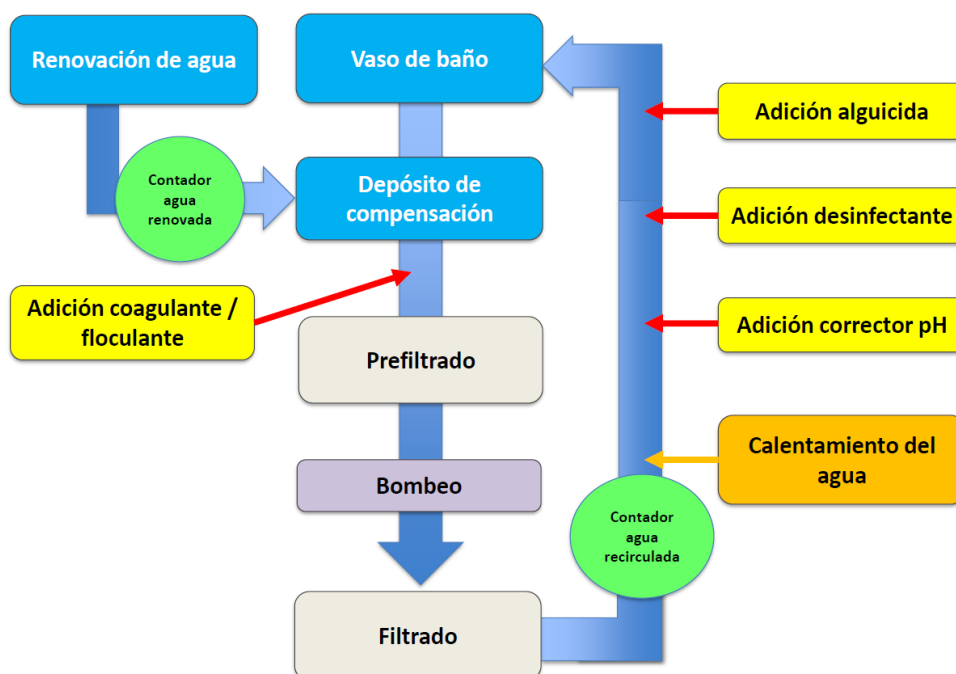 Renovación de agua
Vaso de baño
Adición alguicida
Contador
agua
renovada
Depósito de
compensación
Adición desinfectante
Adición coagulante /
floculante
Adición corrector pH
Prefiltrado
Calentamiento del
agua
Bombeo
Contador
agua
recirculada
Filtrado